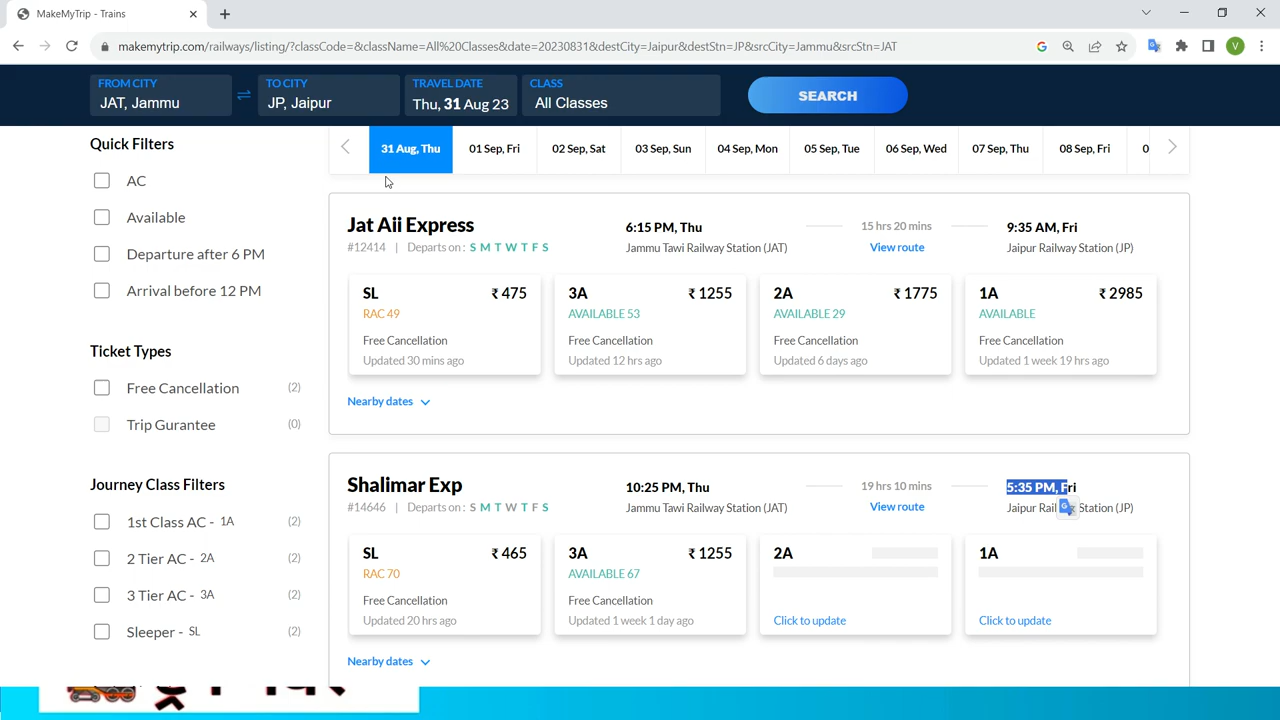 MakeMyTrip - Trains
makemytrip.com/railways/listing/?classCode=&className=All%20Classes&date=20230831&destCity=Jaipur&destStn=JP&srcCity=Jammu&srcStn=JAT
V
FROM CITY
JAT, Jammu
TO CITY
JP, Jaipur
TRAVEL DATE
Thu, 31 Aug 23
CLASS
All Classes
SEARCH
31 Aug, Thu
01 Sep, Fri
02 Sep, Sat
03 Sep, Sun
04 Sep, Mon
05 Sep, Tue
06 Sep, Wed
07 Sep, Thu
08 Sep, Fri
0
Quick Filters
AC
Available
Departure after 6 PM
Arrival before 12 PM
Ticket Types
Free Cancellation (2)
Trip Gurantee (0)
Journey Class Filters
1st Class AC - 1A (2)
2 Tier AC - 2A (2)
3 Tier AC - 3A (2)
Sleeper - SL (2)
Jat Aii Express
#12414 | Departs on : S M T W T F S
6:15 PM, Thu
Jammu Tawi Railway Station (JAT)
15 hrs 20 mins
View route
9:35 AM, Fri
Jaipur Railway Station (JP)
SL ₹ 475
RAC 49
Free Cancellation
Updated 30 mins ago
3A ₹ 1255
AVAILABLE 53
Free Cancellation
Updated 12 hrs ago
2A ₹ 1775
AVAILABLE 29
Free Cancellation
Updated 6 days ago
1A ₹ 2985
AVAILABLE
Free Cancellation
Updated 1 week 19 hrs ago
Nearby dates
Shalimar Exp
#14646 | Departs on : S M T W T F S
10:25 PM, Thu
Jammu Tawi Railway Station (JAT)
19 hrs 10 mins
View route
5:35 PM, Fri
Jaipur Rail Station (JP)
SL ₹ 465
RAC 70
Free Cancellation
Updated 20 hrs ago
3A ₹ 1255
AVAILABLE 67
Free Cancellation
Updated 1 week 1 day ago
2A
Click to update
1A
Click to update
Nearby dates